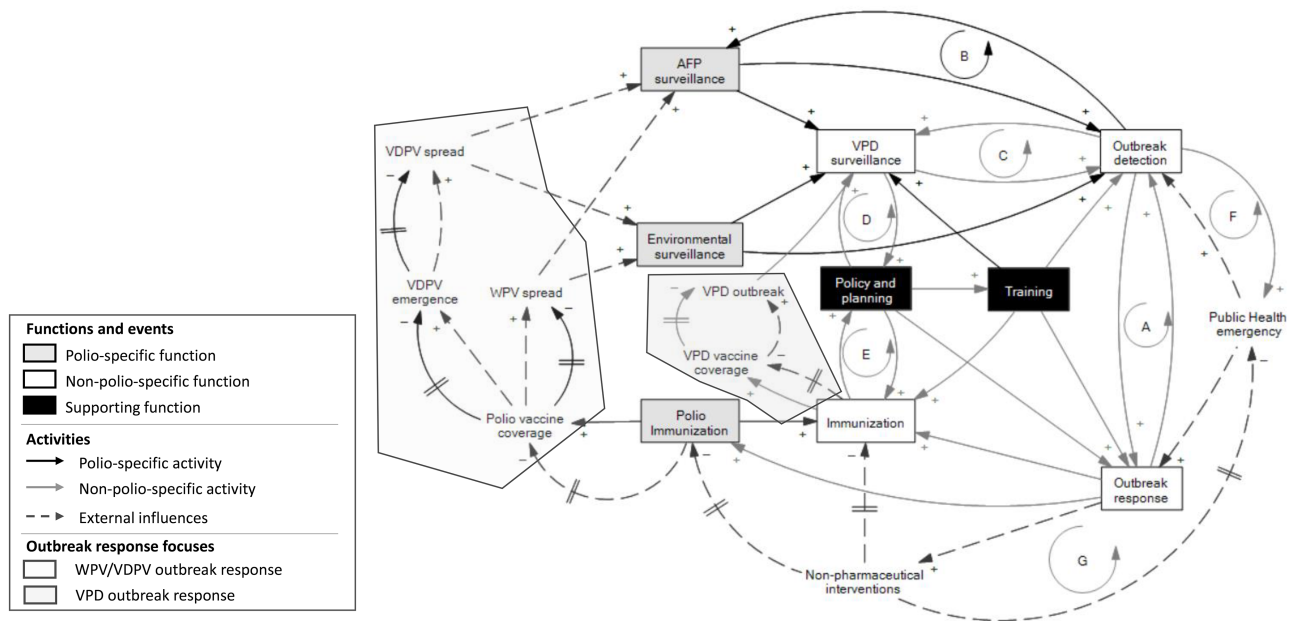 AFP
surveillance
B
VDPV spread
VPD
surveillance
C
Outbreak
detection
F
D
Environmental
surveillance
VDPV
emergence
WPV spread
VPD outbreak
Policy and
planning
Training
Public Health
emergency
A
VPD vaccine
coverage
E
Polio vaccine
coverage
Polio
Immunization
Immunization
Outbreak
response
G
Non-pharmaceutical
interventions
Functions and events
Polio-specific function
Non-polio-specific function
Supporting function
Activities
Polio-specific activity
Non-polio-specific activity
External influences
Outbreak response focuses
WPV/VDPV outbreak response
VPD outbreak response